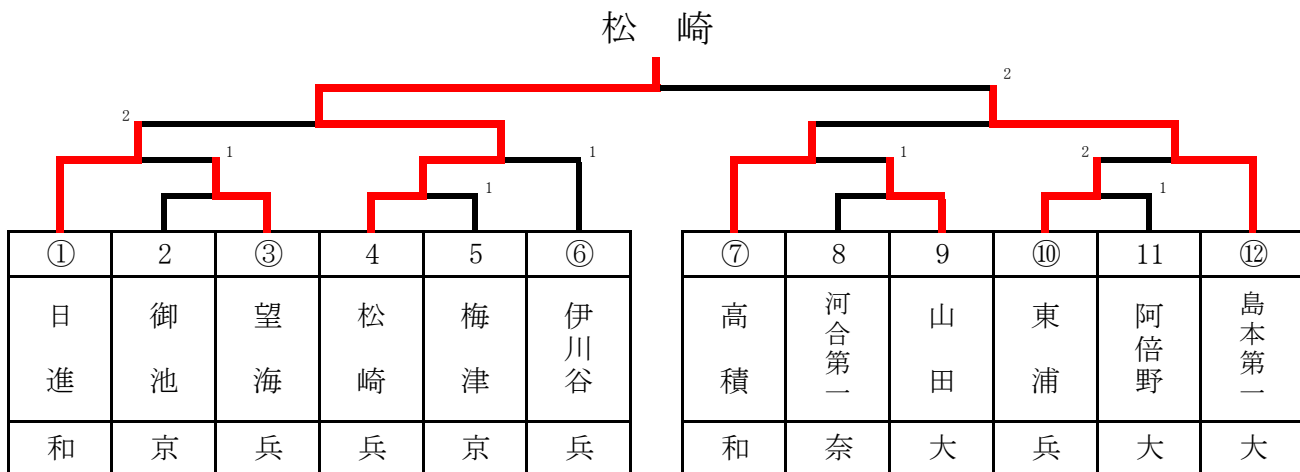 松 崎
2
2
1
1
1
2
1
1
① 2 ③ 4 5 ⑥ ⑦ 8 9 ⑩ 11 ⑫
日進 御池 望海 松崎 梅津 伊川谷 高積 河合第一 山田 東浦 阿倍野 島本第一
和 京 兵 兵 京 兵 和 奈 大 兵 大 大